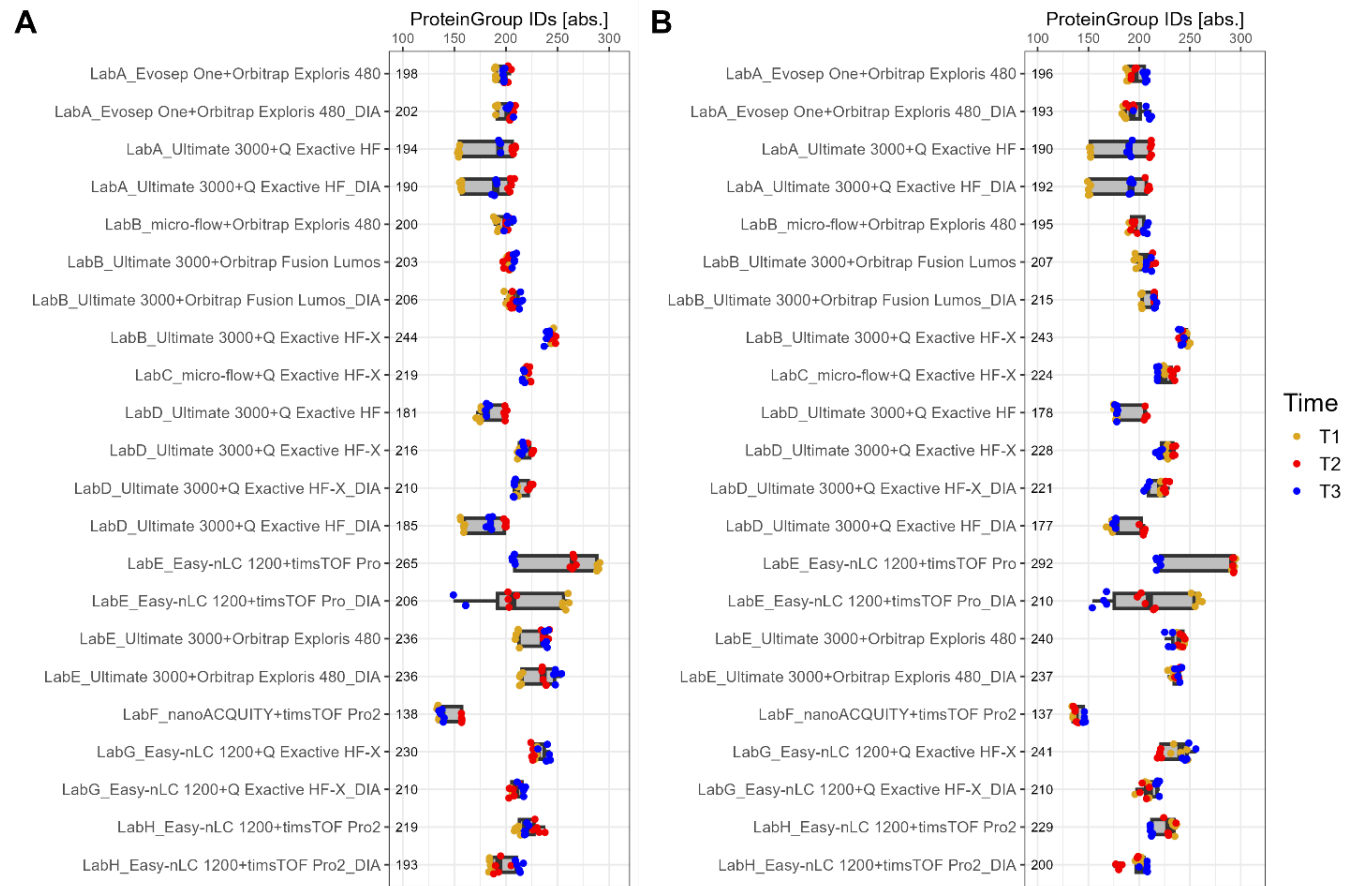 A
ProteinGroup IDs [abs.]
100 150 200 250 300
LabA_Evosep One+Orbitrap Exploris 480 198
LabA_Evosep One+Orbitrap Exploris 480_DIA 202
LabA_Ultimate 3000+Q Exactive HF 194
LabA_Ultimate 3000+Q Exactive HF_DIA 190
LabB_micro-flow+Orbitrap Exploris 480 200
LabB_Ultimate 3000+Orbitrap Fusion Lumos 203
LabB_Ultimate 3000+Orbitrap Fusion Lumos_DIA 206
LabB_Ultimate 3000+Q Exactive HF-X 244
LabC_micro-flow+Q Exactive HF-X 219
LabD_Ultimate 3000+Q Exactive HF 181
LabD_Ultimate 3000+Q Exactive HF-X 216
LabD_Ultimate 3000+Q Exactive HF-X_DIA 210
LabD_Ultimate 3000+Q Exactive HF_DIA 185
LabE_Easy-nLC 1200+timsTOF Pro 265
LabE_Easy-nLC 1200+timsTOF Pro_DIA 206
LabE_Ultimate 3000+Orbitrap Exploris 480 236
LabE_Ultimate 3000+Orbitrap Exploris 480_DIA 236
LabF_nanoACQUITY+timsTOF Pro2 138
LabG_Easy-nLC 1200+Q Exactive HF-X 230
LabG_Easy-nLC 1200+Q Exactive HF-X_DIA 210
LabH_Easy-nLC 1200+timsTOF Pro2 219
LabH_Easy-nLC 1200+timsTOF Pro2_DIA 193
B
ProteinGroup IDs [abs.]
100 150 200 250 300
LabA_Evosep One+Orbitrap Exploris 480 196
LabA_Evosep One+Orbitrap Exploris 480_DIA 193
LabA_Ultimate 3000+Q Exactive HF 190
LabA_Ultimate 3000+Q Exactive HF_DIA 192
LabB_micro-flow+Orbitrap Exploris 480 195
LabB_Ultimate 3000+Orbitrap Fusion Lumos 207
LabB_Ultimate 3000+Orbitrap Fusion Lumos_DIA 215
LabB_Ultimate 3000+Q Exactive HF-X 243
LabC_micro-flow+Q Exactive HF-X 224
LabD_Ultimate 3000+Q Exactive HF 178
LabD_Ultimate 3000+Q Exactive HF-X 228
LabD_Ultimate 3000+Q Exactive HF-X_DIA 221
LabD_Ultimate 3000+Q Exactive HF_DIA 177
LabE_Easy-nLC 1200+timsTOF Pro 292
LabE_Easy-nLC 1200+timsTOF Pro_DIA 210
LabE_Ultimate 3000+Orbitrap Exploris 480 240
LabE_Ultimate 3000+Orbitrap Exploris 480_DIA 237
LabF_nanoACQUITY+timsTOF Pro2 137
LabG_Easy-nLC 1200+Q Exactive HF-X 241
LabG_Easy-nLC 1200+Q Exactive HF-X_DIA 210
LabH_Easy-nLC 1200+timsTOF Pro2 229
LabH_Easy-nLC 1200+timsTOF Pro2_DIA 200
Time
T1
T2
T3